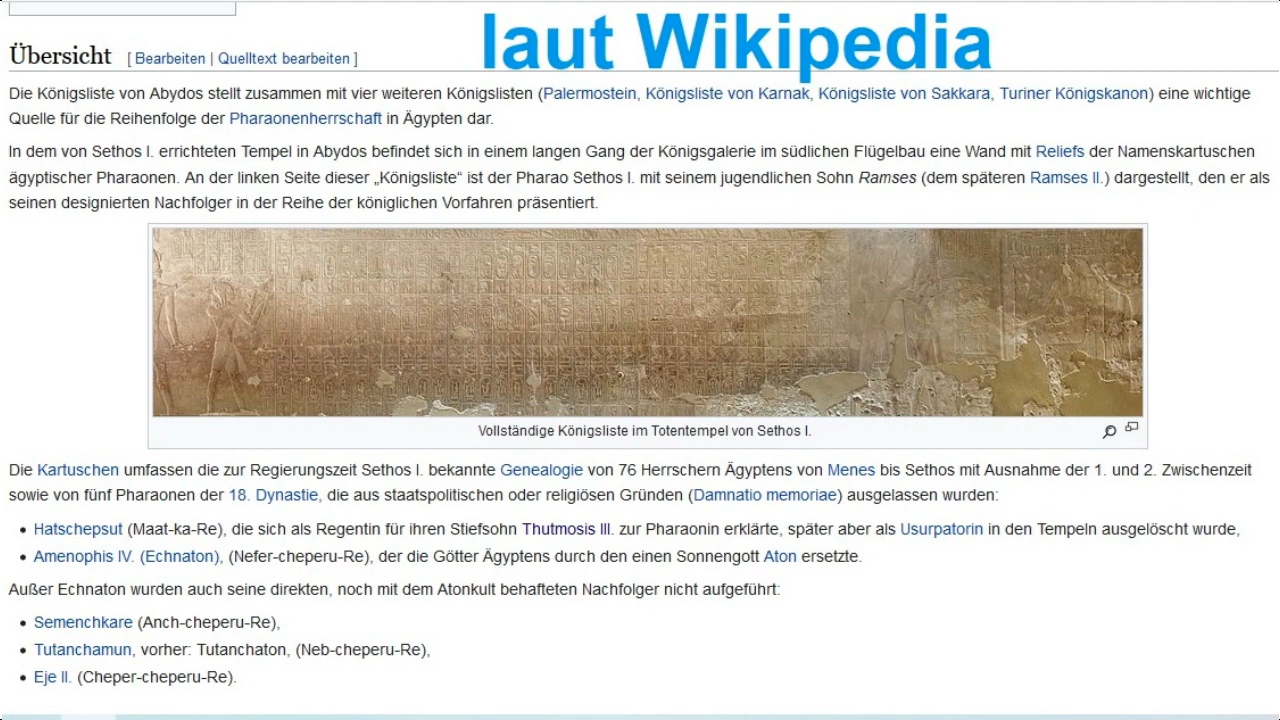 laut Wikipedia
Übersicht [ Bearbeiten | Quelltext bearbeiten ]
Die Königsliste von Abydos stellt zusammen mit vier weiteren Königslisten (Palermostein, Königsliste von Karnak, Königsliste von Sakkara, Turiner Königskanon) eine wichtige
Quelle für die Reihenfolge der Pharaonenherrschaft in Ägypten dar.
In dem von Sethos I. errichteten Tempel in Abydos befindet sich in einem langen Gang der Königsgalerie im südlichen Flügelbau eine Wand mit Reliefs der Namenskartuschen
ägyptischer Pharaonen. An der linken Seite dieser „Königsliste“ ist der Pharao Sethos I. mit seinem jugendlichen Sohn Ramses (dem späteren Ramses II.) dargestellt, den er als
seinen designierten Nachfolger in der Reihe der königlichen Vorfahren präsentiert.
Vollständige Königsliste im Totentempel von Sethos I.
Die Kartuschen umfassen die zur Regierungszeit Sethos I. bekannte Genealogie von 76 Herrschern Ägyptens von Menes bis Sethos mit Ausnahme der 1. und 2. Zwischenzeit
sowie von fünf Pharaonen der 18. Dynastie, die aus staatspolitischen oder religiösen Gründen (Damnatio memoriae) ausgelassen wurden:
• Hatschepsut (Maat-ka-Re), die sich als Regentin für ihren Stiefsohn Thutmosis III. zur Pharaonin erklärte, später aber als Usurpatorin in den Tempeln ausgelöscht wurde,
• Amenophis IV. (Echnaton), (Nefer-cheperu-Re), der die Götter Ägyptens durch den einen Sonnengott Aton ersetzte.
Außer Echnaton wurden auch seine direkten, noch mit dem Atonkult behafteten Nachfolger nicht aufgeführt:
• Semenchkare (Anch-cheperu-Re),
• Tutanchamun, vorher: Tutanchaton, (Neb-cheperu-Re),
• Eje II. (Cheper-cheperu-Re).